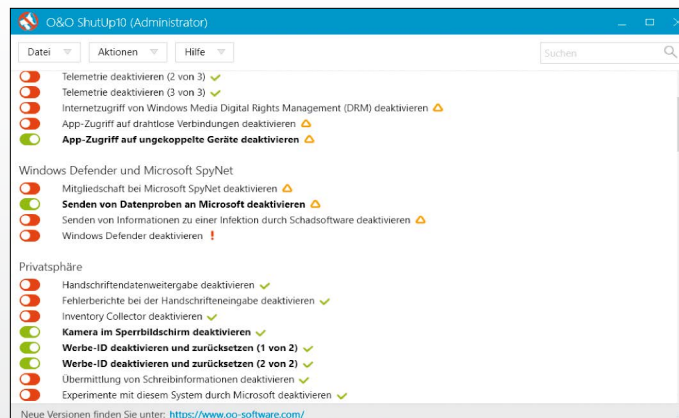 O&O ShutUp10 (Administrator)
Datei Aktionen Hilfe Suchen
Telemetrie deaktivieren (2 von 3)
Telemetrie deaktivieren (3 von 3)
Internetzugriff von Windows Media Digital Rights Management (DRM) deaktivieren
App-Zugriff auf drahtlose Verbindungen deaktivieren
App-Zugriff auf ungekoppelte Geräte deaktivieren
Windows Defender und Microsoft SpyNet
Mitgliedschaft bei Microsoft SpyNet deaktivieren
Senden von Datenproben an Microsoft deaktivieren
Senden von Informationen zu einer Infektion durch Schadsoftware deaktivieren
Windows Defender deaktivieren
Privatsphäre
Handschriftendatenweitergabe deaktivieren
Fehlerberichte bei der Handschrifteneingabe deaktivieren
Inventory Collector deaktivieren
Kamera im Sperrbildschirm deaktivieren
Werbe-ID deaktivieren und zurücksetzen (1 von 2)
Werbe-ID deaktivieren und zurücksetzen (2 von 2)
Übermittlung von Schreibinformationen deaktivieren
Experimente mit diesem System durch Microsoft deaktivieren
Neue Versionen finden Sie unter: https://www.oo-software.com/